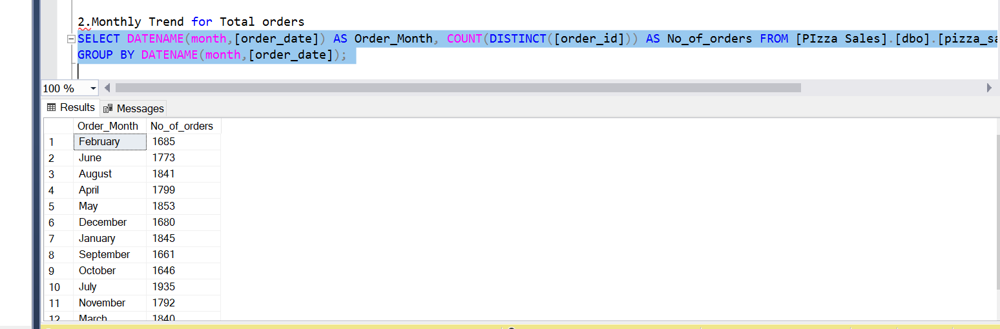 2.Monthly Trend for Total orders
SELECT DATENAME(month,[order_date]) AS Order_Month, COUNT(DISTINCT([order_id])) AS No_of_orders FROM [PIzza Sales].[dbo].[pizza_sa
GROUP BY DATENAME(month,[order_date]);
100 %
Results Messages
Order_Month No_of_orders
1 February 1685
2 June 1773
3 August 1841
4 April 1799
5 May 1853
6 December 1680
7 January 1845
8 September 1661
9 October 1646
10 July 1935
11 November 1792
12 March 1840